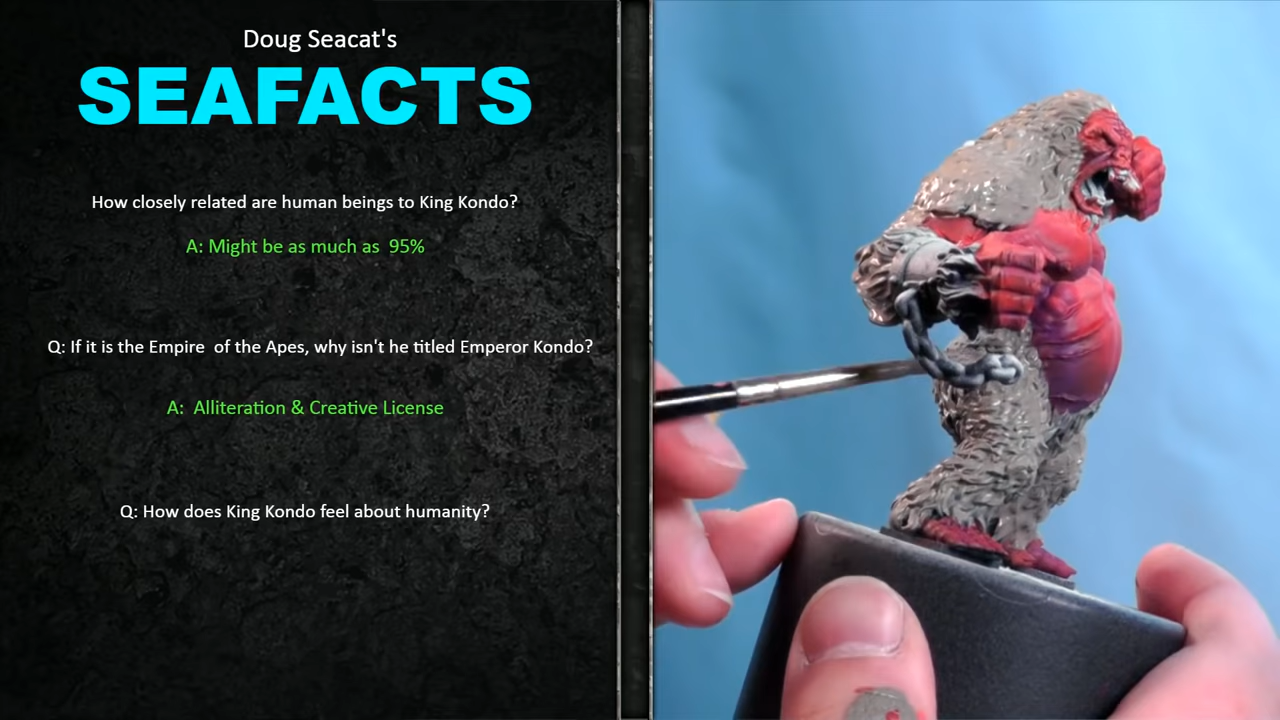 Doug Seacat's
SEAFACTS
How closely related are human beings to King Kondo?
A: Might be as much as  95%
Q: If it is the Empire  of the Apes, why isn't he titled Emperor Kondo?
A:  Alliteration & Creative License
Q: How does King Kondo feel about humanity?